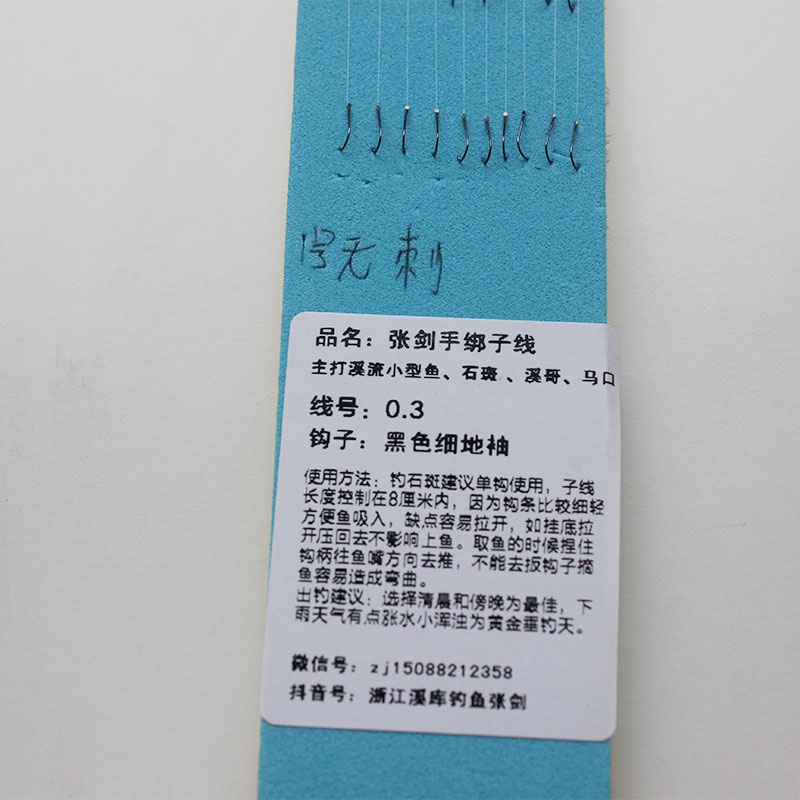 1号无刺
品名：张剑手绑子线
主打溪流小型鱼、石斑、溪哥、马口
线号：0.3
钩子：黑色细地袖
使用方法：钓石斑建议单钩使用，子线
长度控制在8厘米内，因为钩条比较细轻
方便鱼吸入，缺点容易拉开，如挂底拉
开压回去不影响上鱼。取鱼的时候捏住
钩柄往鱼嘴方向去推，不能去扳钩子摘
鱼容易造成弯曲。
出钓建议：选择清晨和傍晚为最佳，下
雨天气有点涨水小浑浊为黄金垂钓天。
微信号：zj15088212358
抖音号：浙江溪库钓鱼张剑